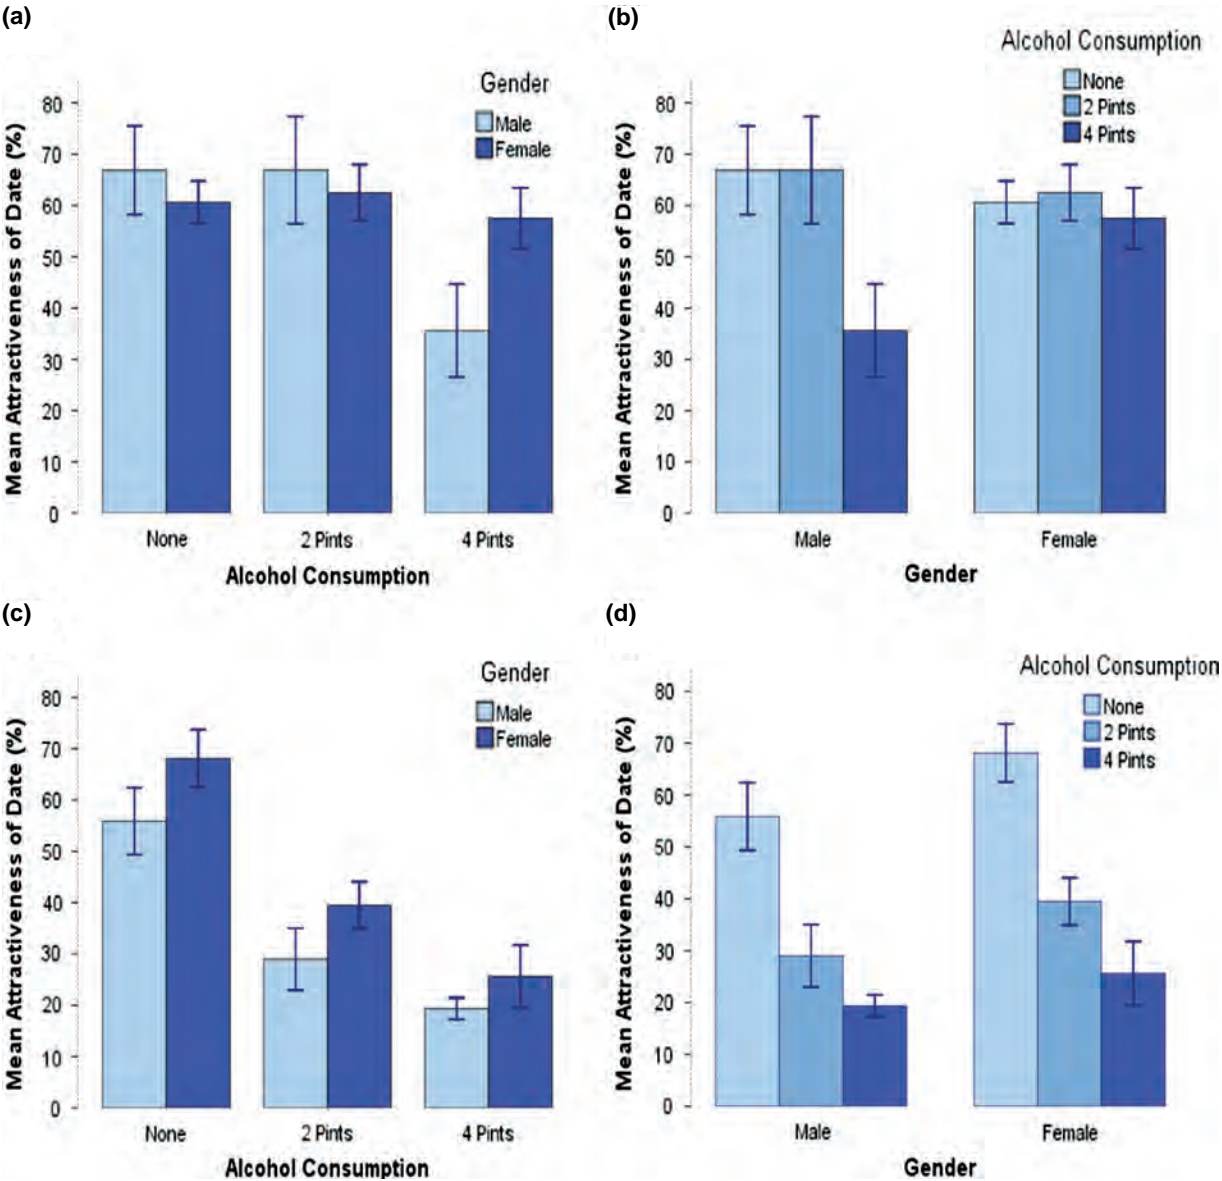 (a)
Gender
Male
Female
Mean Attractiveness of Date (%)
80
70
60
50
40
30
20
10
0
None 2 Pints 4 Pints
Alcohol Consumption
(b)
Alcohol Consumption
None
2 Pints
4 Pints
Mean Attractiveness of Date (%)
80
70
60
50
40
30
20
10
0
Male Female
Gender
(c)
Gender
Male
Female
Mean Attractiveness of Date (%)
80
70
60
50
40
30
20
10
0
None 2 Pints 4 Pints
Alcohol Consumption
(d)
Alcohol Consumption
None
2 Pints
4 Pints
Mean Attractiveness of Date (%)
80
70
60
50
40
30
20
10
0
Male Female
Gender